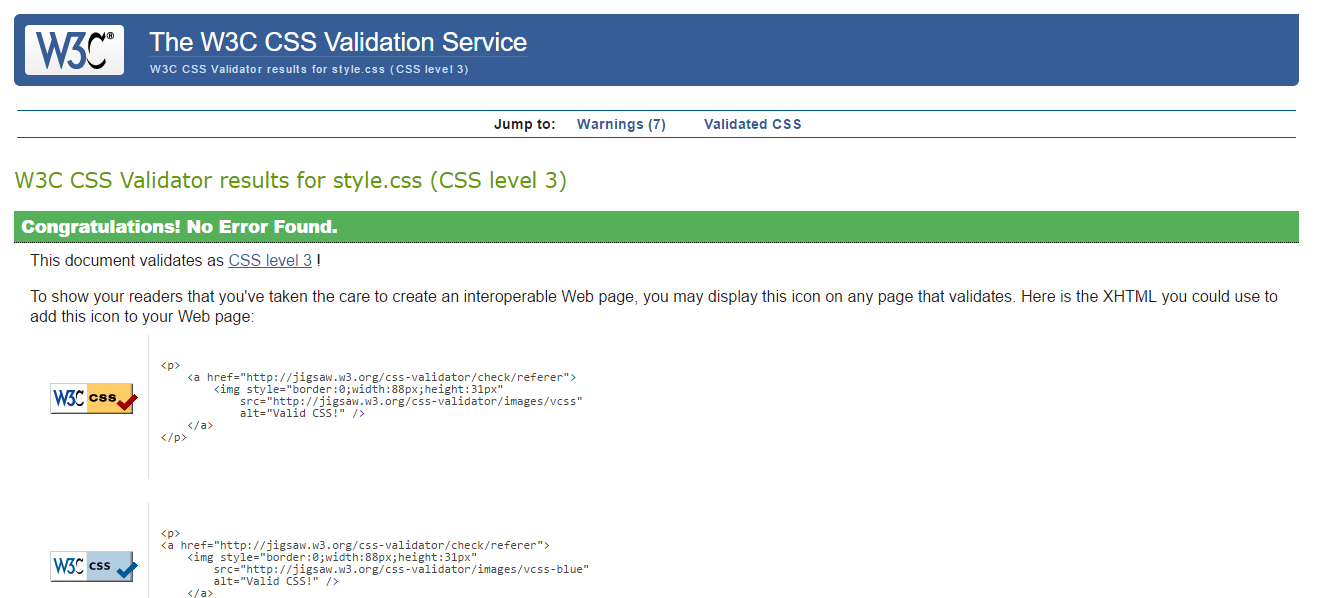 W3C®
The W3C CSS Validation Service
W3C CSS Validator results for style.css (CSS level 3)
Jump to: Warnings (7) Validated CSS
W3C CSS Validator results for style.css (CSS level 3)
Congratulations! No Error Found.
This document validates as CSS level 3 !
To show your readers that you've taken the care to create an interoperable Web page, you may display this icon on any page that validates. Here is the XHTML you could use to
add this icon to your Web page:
W3C css
<p>
<a href="http://jigsaw.w3.org/css-validator/check/referer">
<img style="border:0;width:88px;height:31px"
src="http://jigsaw.w3.org/css-validator/images/vcss"
alt="Valid CSS!" />
</a>
</p>
W3C css
<p>
<a href="http://jigsaw.w3.org/css-validator/check/referer">
<img style="border:0;width:88px;height:31px"
src="http://jigsaw.w3.org/css-validator/images/vcss-blue"
alt="Valid CSS!" />
</a>